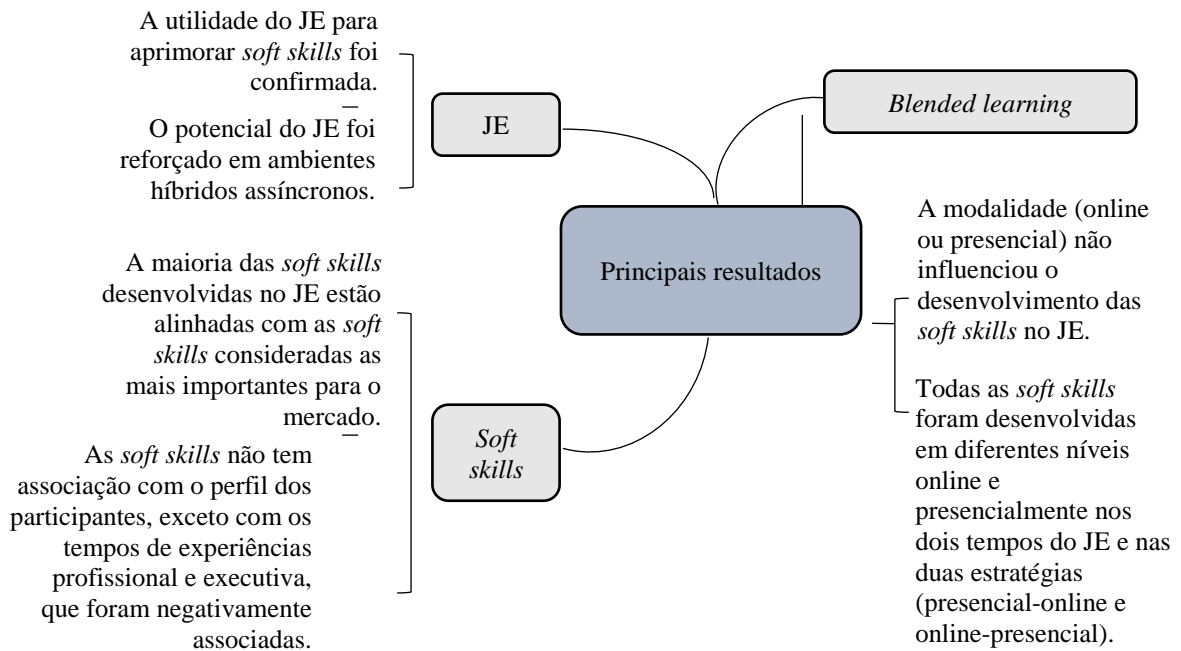 A utilidade do JE para
aprimorar soft skills foi
confirmada.
O potencial do JE foi
reforçado em ambientes
híbridos assíncronos.
JE
Blended learning
Principais resultados
A modalidade (online
ou presencial) não
influenciou o
desenvolvimento das
soft skills no JE.
Todas as soft skills
foram desenvolvidas
em diferentes níveis
online e
presencialmente nos
dois tempos do JE e nas
duas estratégias
(presencial-online e
online-presencial).
A maioria das soft skills
desenvolvidas no JE estão
alinhadas com as soft
skills consideradas as
mais importantes para o
mercado.
As soft skills não tem
associação com o perfil dos
participantes, exceto com os
tempos de experiências
profissional e executiva,
que foram negativamente
associadas.
Soft
skills